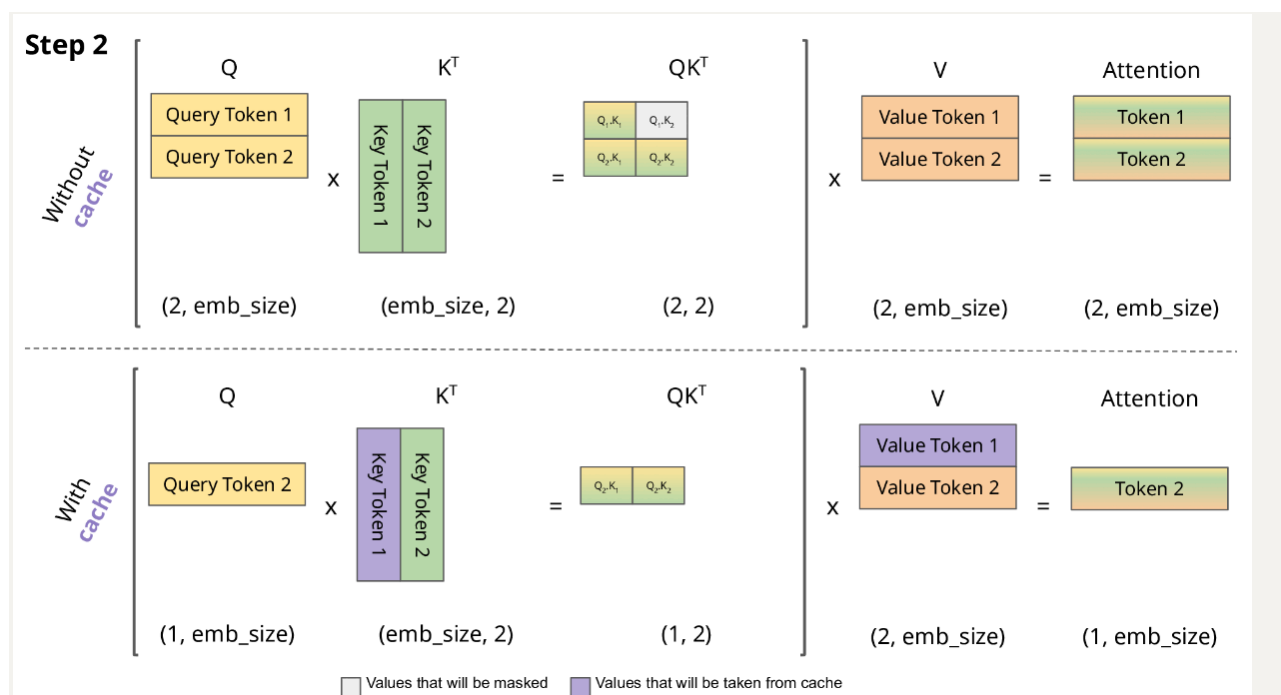 Step 2
Without
cache
Q
K^T
QK^T
V
Attention
Query Token 1
Query Token 2
x
Key Token 1
Key Token 2
=
Q₁.K₁
Q₁.K₂
Q₂.K₁
Q₂.K₂
x
Value Token 1
Value Token 2
=
Token 1
Token 2
(2, emb_size)
(emb_size, 2)
(2, 2)
(2, emb_size)
(2, emb_size)
With
cache
Q
K^T
QK^T
V
Attention
Query Token 2
x
Key Token 1
Key Token 2
=
Q₂.K₁
Q₂.K₂
x
Value Token 1
Value Token 2
=
Token 2
(1, emb_size)
(emb_size, 2)
(1, 2)
(2, emb_size)
(1, emb_size)
Values that will be masked
Values that will be taken from cache